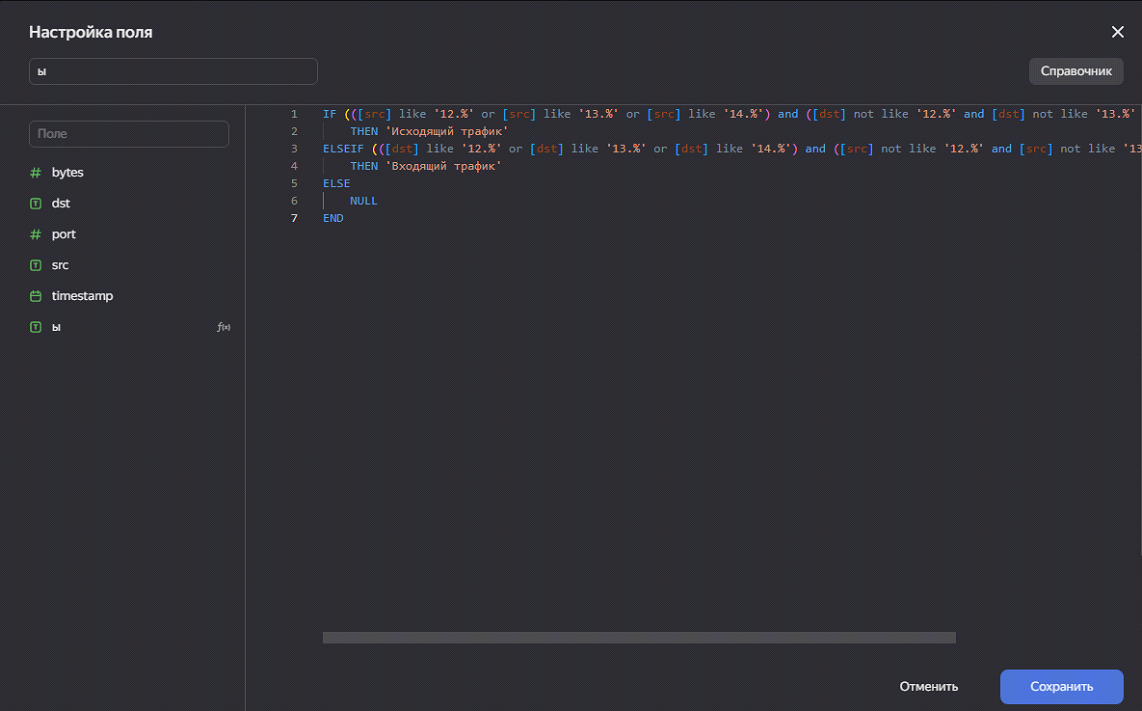 Настройка поля
ы
Справочник
Поле
bytes
dst
port
src
timestamp
ы f(x)
1 IF (([src] like '12.%' or [src] like '13.%' or [src] like '14.%') and ([dst] not like '12.%' and [dst] not like '13.%'
2 THEN 'Исходящий трафик'
3 ELSEIF (([dst] like '12.%' or [dst] like '13.%' or [dst] like '14.%') and ([src] not like '12.%' and [src] not like '13
4 THEN 'Входящий трафик'
5 ELSE
6 NULL
7 END
Отменить
Сохранить